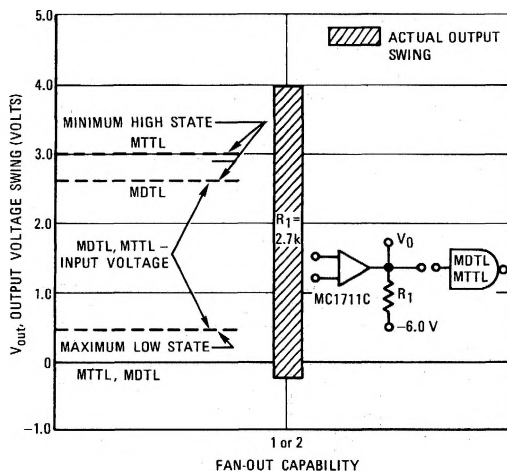 5.0
4.0
3.0
2.0
1.0
0
−1.0
Vout, OUTPUT VOLTAGE SWING (VOLTS)
ACTUAL OUTPUT
SWING
MINIMUM HIGH STATE
MTTL
MDTL
MDTL, MTTL –
INPUT VOLTAGE
MAXIMUM LOW STATE
MTTL, MDTL
R1 =
2.7k
MC1711C
VO
R1
−6.0 V
MDTL
MTTL
1 or 2
FAN-OUT CAPABILITY